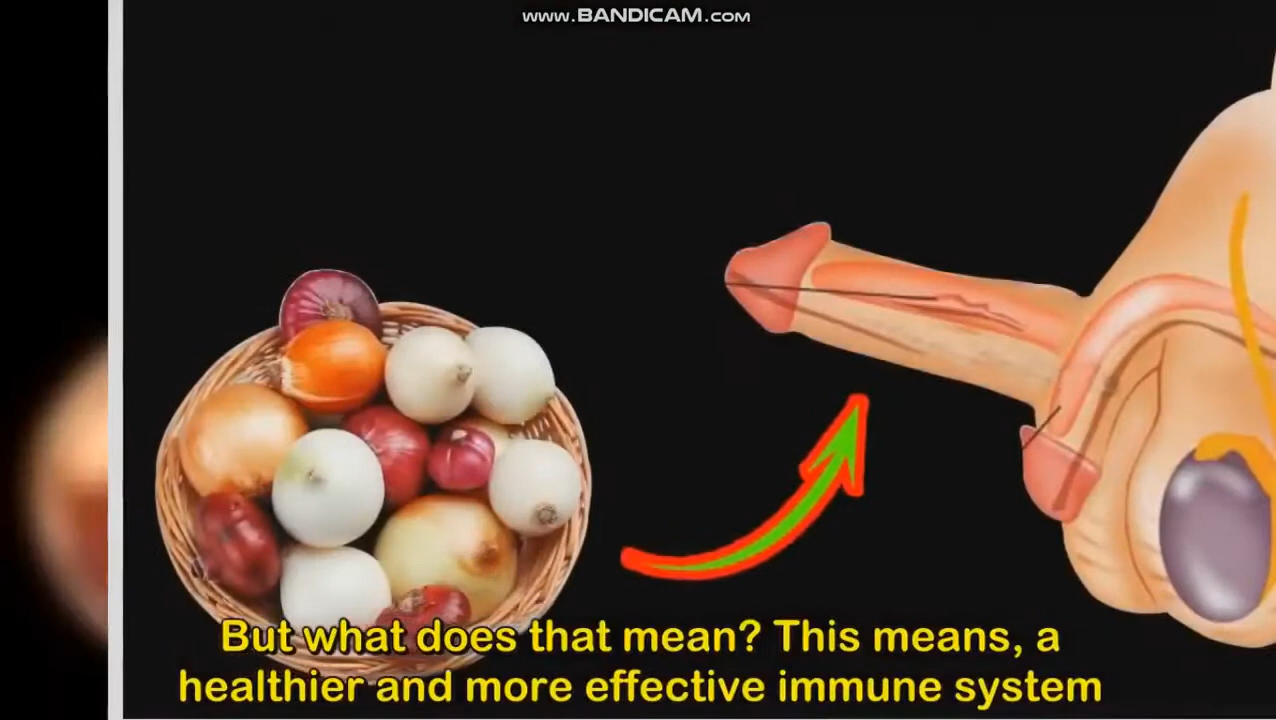 www.BANDICAM.com
But what does that mean? This means, a
healthier and more effective immune system